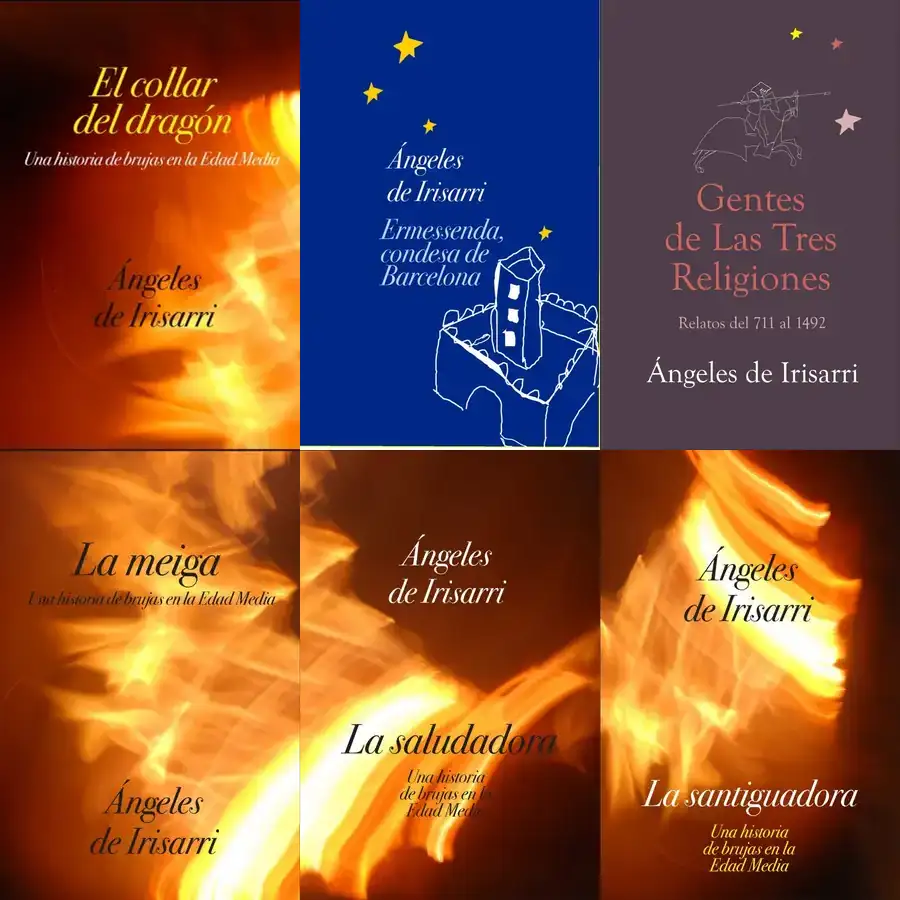 El collar
del dragón
Una historia de brujas en la Edad Media
Ángeles
de Irisarri
Ángeles
de Irisarri
Ermessenda,
condesa de
Barcelona
Gentes
de Las Tres
Religiones
Relatos del 711 al 1492
Ángeles de Irisarri
La meiga
Una historia de brujas en la Edad Media
Ángeles
de Irisarri
Ángeles
de Irisarri
La saludadora
Una historia
de brujas en la
Edad Media
Ángeles
de Irisarri
La santiguadora
Una historia
de brujas en la
Edad Media